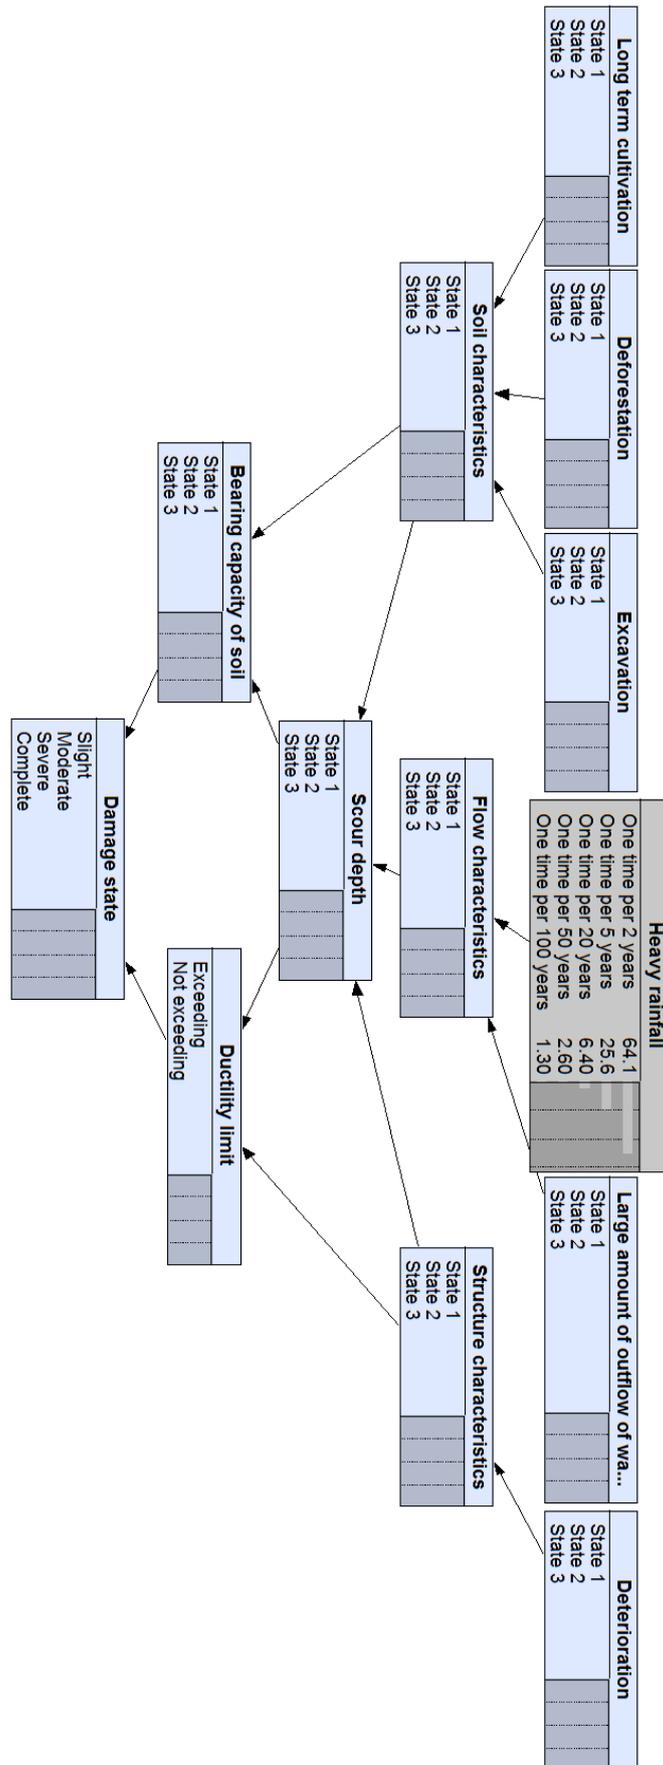 Long term cultivation
State 1
State 2
State 3
Deforestation
State 1
State 2
State 3
Excavation
State 1
State 2
State 3
Heavy rainfall
One time per 2 years 64.1
One time per 5 years 25.6
One time per 20 years 6.40
One time per 50 years 2.60
One time per 100 years 1.30
Large amount of outflow of wa...
State 1
State 2
State 3
Deterioration
State 1
State 2
State 3
Soil characteristics
State 1
State 2
State 3
Flow characteristics
State 1
State 2
State 3
Structure characteristics
State 1
State 2
State 3
Scour depth
State 1
State 2
State 3
Bearing capacity of soil
State 1
State 2
State 3
Ductility limit
Exceeding
Not exceeding
Damage state
Slight
Moderate
Severe
Complete